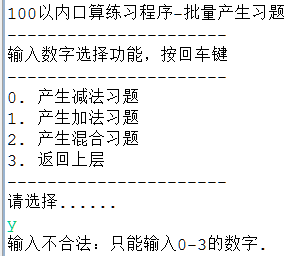 100以内口算练习程序-批量产生习题
----------------------
输入数字选择功能，按回车键
----------------------
0. 产生减法习题
1. 产生加法习题
2. 产生混合习题
3. 返回上层
----------------------
请选择......
y
输入不合法：只能输入0-3的数字.